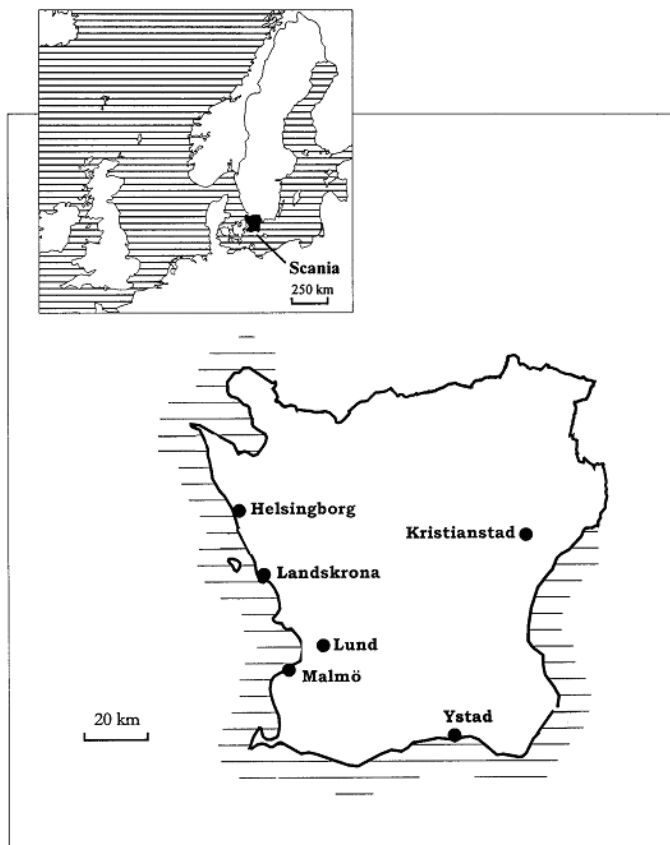 Scania
250 km
Helsingborg
Kristianstad
Landskrona
Lund
Malmö
Ystad
20 km